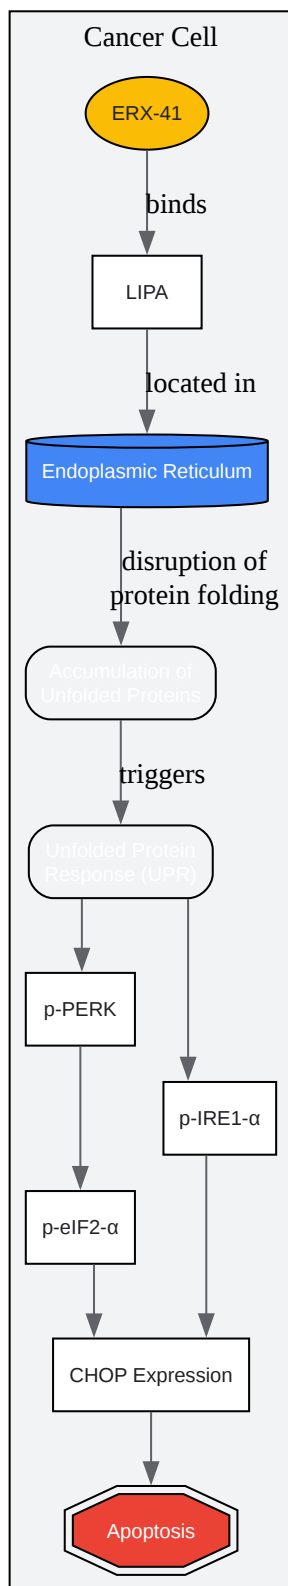 Cancer Cell
ERX-41
binds
LIPA
located in
Endoplasmic Reticulum
disruption of
protein folding
Accumulation of
Unfolded Proteins
triggers
Unfolded Protein
Response (UPR)
p-PERK
p-IRE1-α
p-eIF2-α
CHOP Expression
Apoptosis